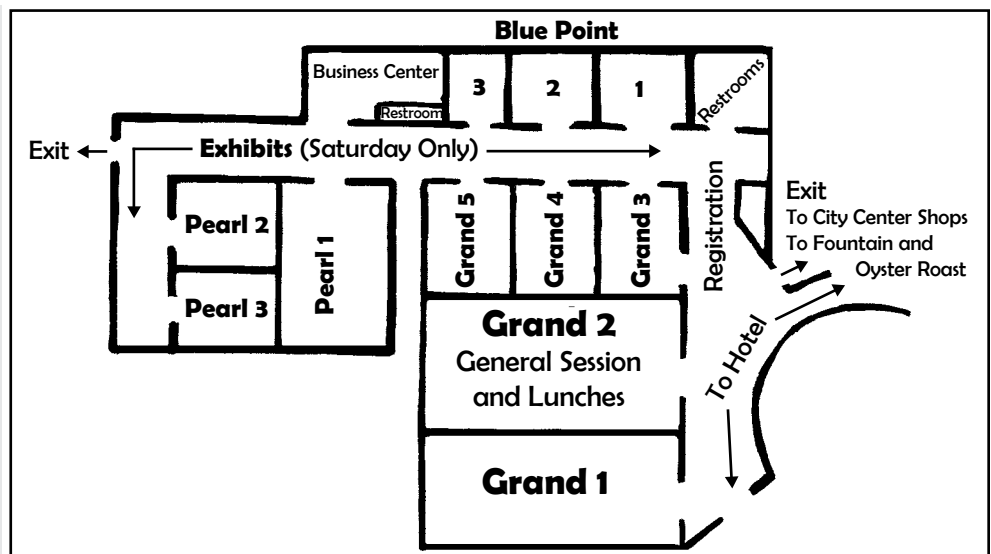 Blue Point
Business Center
Restroom
3
2
1
Restrooms
Exit
Exhibits (Saturday Only)
Pearl 2
Pearl 3
Pearl 1
Grand 5
Grand 4
Grand 3
Registration
Exit
To City Center Shops
To Fountain and
Oyster Roast
Grand 2
General Session
and Lunches
To Hotel
Grand 1